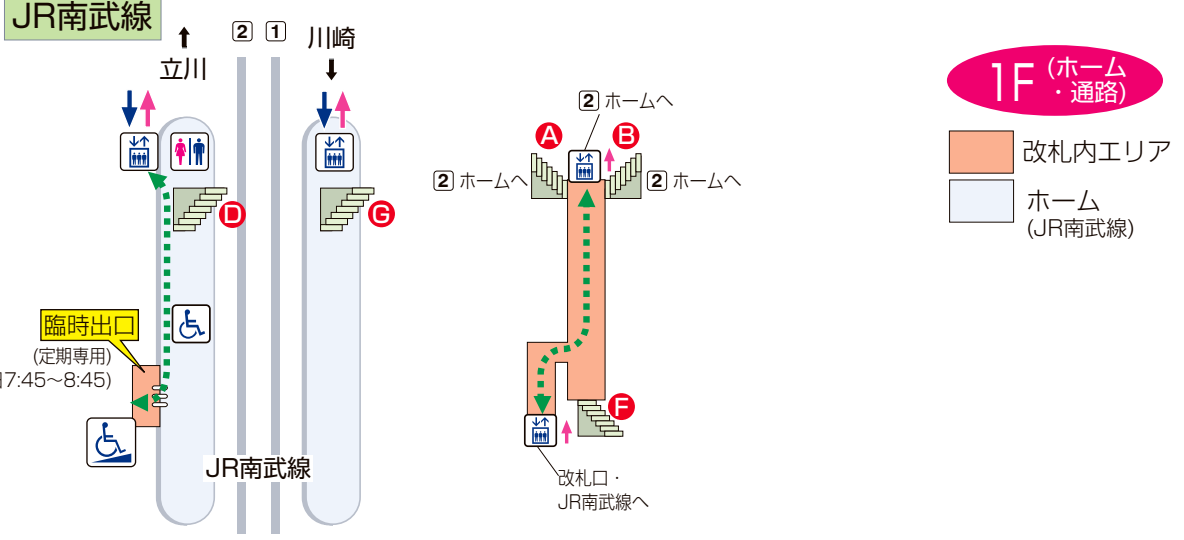 JR南武線
2 1
立川
川崎
D
G
臨時出口
(定期専用)
7:45～8:45)
JR南武線
2 ホームへ
A
B
2 ホームへ
2 ホームへ
F
改札口・
JR南武線へ
1F (ホーム
・通路)
改札内エリア
ホーム
(JR南武線)